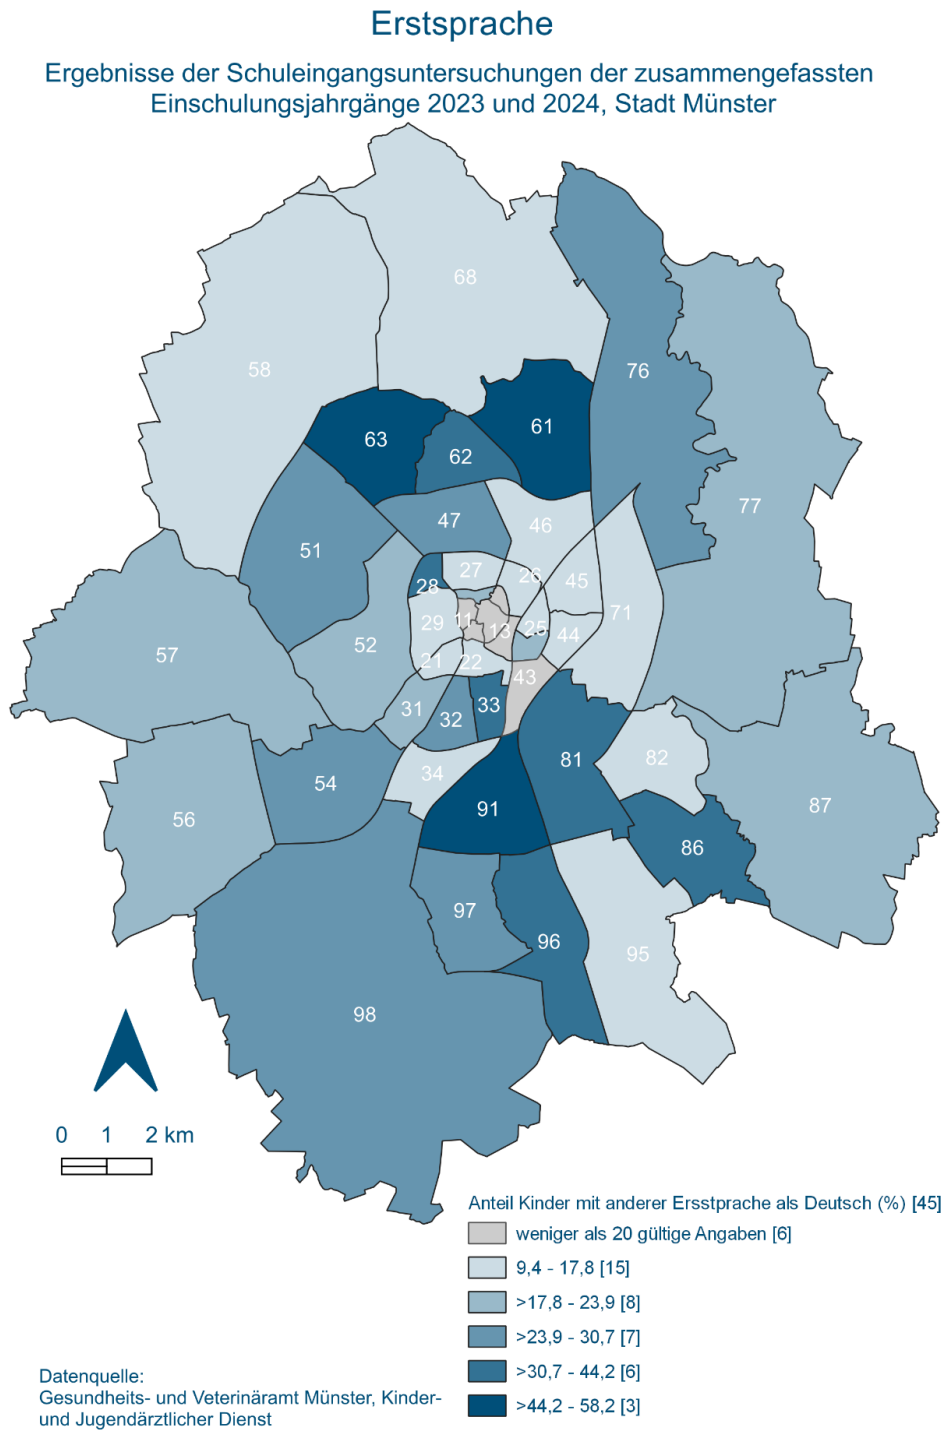 Erstsprache
Ergebnisse der Schuleingangsuntersuchungen der zusammengefassten
Einschulungsjahrgänge 2023 und 2024, Stadt Münster
68
58
76
61
63
62
77
47
46
51
27
26
45
28
11
13
29
25
44
71
52
57
21
22
43
31
32
33
82
81
34
54
87
91
56
86
97
96
95
98
0 1 2 km
Anteil Kinder mit anderer Ersstprache als Deutsch (%) [45]
weniger als 20 gültige Angaben [6]
9,4 - 17,8 [15]
>17,8 - 23,9 [8]
>23,9 - 30,7 [7]
>30,7 - 44,2 [6]
>44,2 - 58,2 [3]
Datenquelle:
Gesundheits- und Veterinäramt Münster, Kinder-
und Jugendärztlicher Dienst